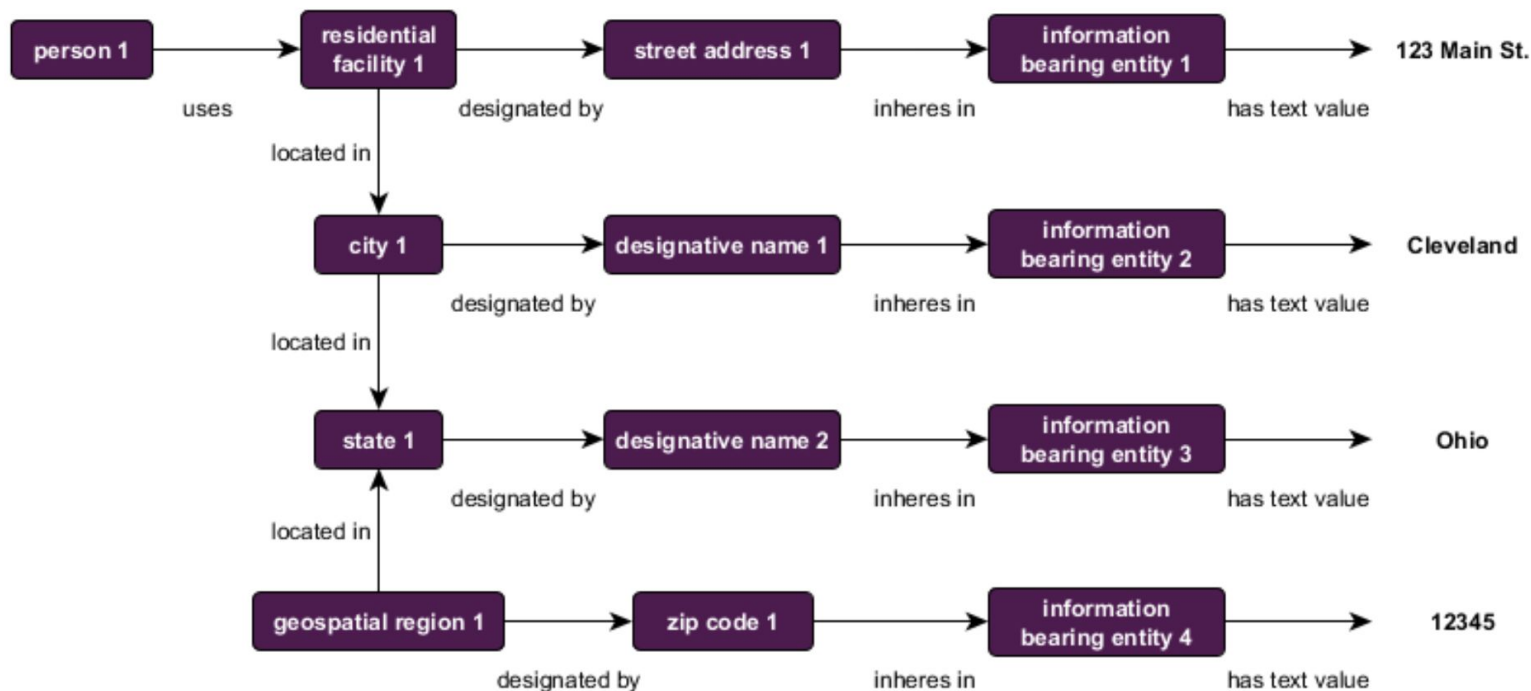 person 1
residential
facility 1
street address 1
information
bearing entity 1
123 Main St.
uses
designated by
inheres in
has text value
located in
city 1
designative name 1
information
bearing entity 2
Cleveland
designated by
inheres in
has text value
located in
state 1
designative name 2
information
bearing entity 3
Ohio
designated by
inheres in
has text value
located in
geospatial region 1
zip code 1
information
bearing entity 4
12345
designated by
inheres in
has text value